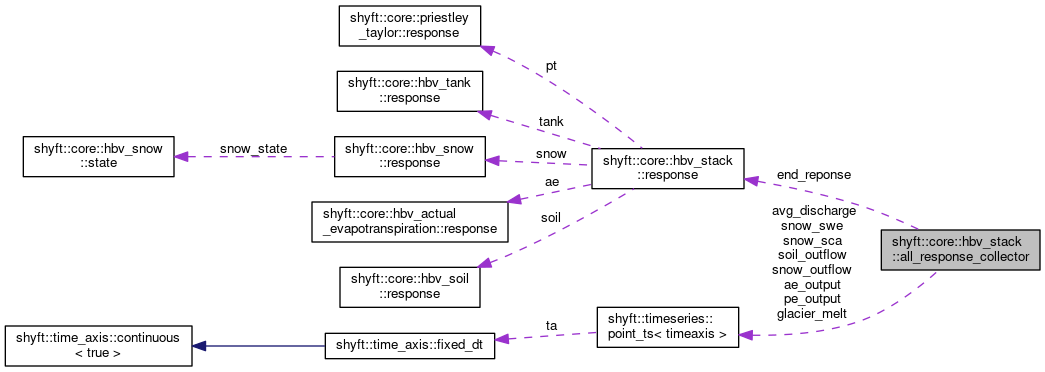 shyft::core::priestley
_taylor::response
pt
shyft::core::hbv_tank
::response
tank
shyft::core::hbv_snow
::state
snow_state
shyft::core::hbv_snow
::response
snow
shyft::core::hbv_stack
::response
end_reponse
ae
shyft::core::hbv_actual
_evapotranspiration::response
soil
shyft::core::hbv_soil
::response
avg_discharge
snow_swe
snow_sca
soil_outflow
snow_outflow
ae_output
pe_output
glacier_melt
shyft::core::hbv_stack
::all_response_collector
shyft::time_axis::continuous
< true >
shyft::time_axis::fixed_dt
ta
shyft::timeseries::
point_ts< timeaxis >